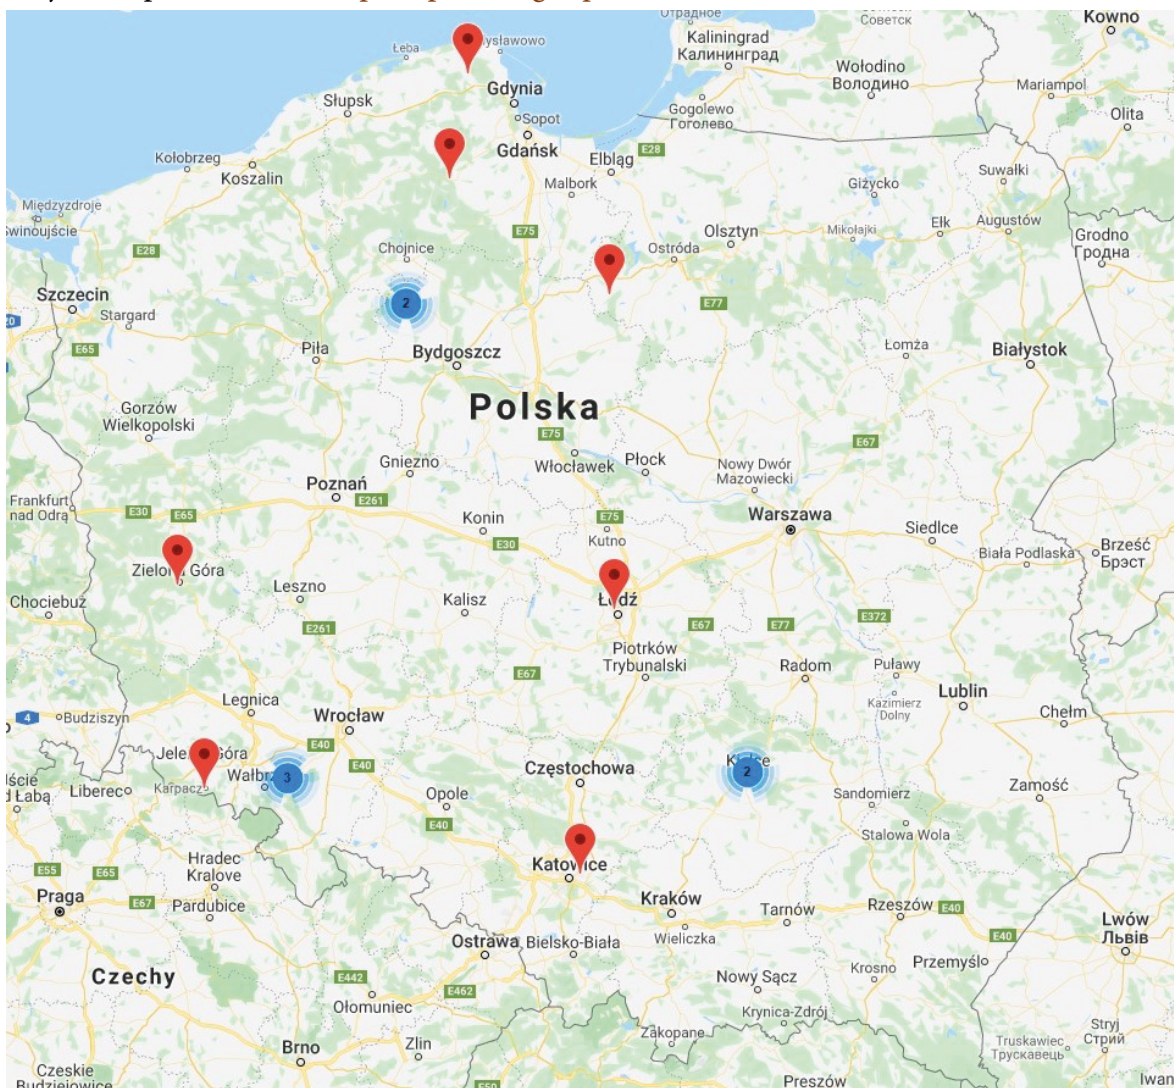 Отрадное
Советск
Советск
Kowno
Łeba
Kaliningrad
Калининград
Wołodino
Володино
Mariampol
Słupsk
Gdynia
Sopot
Gogolewo
Гоголево
Olita
Kołobrzeg
Koszalin
Gdańsk
Elbląg
E28
Suwałki
Malbork
Giżycko
Międzyzdroje
Świnoujście
E28
Chojnice
E75
Ostróda
Olsztyn
Mikołajki
Ełk
Augustów
Grodno
Гродна
Szczecin
Stargard
2
E77
20
E65
Piła
Bydgoszcz
Łomża
Białystok
Gorzów
Wielkopolski
Polska
E75
E67
Gniezno
Włocławek
Płock
Nowy Dwór
Mazowiecki
Frankfurt
nad Odrą
Poznań
E261
E30
E65
Konin
E30
E75
Kutno
Warszawa
Siedlce
Biała Podlaska
Brześć
Брэст
Zielona Góra
Leszno
Chociebuż
Kalisz
Łódź
E261
E67
E77
E372
Piotrków
Trybunalski
E67
Radom
Puławy
Legnica
Wrocław
Kazimierz
Dolny
Lublin
Chełm
4
Budziszyn
E40
E40
Liberec
Karpacz
3
Częstochowa
2
Sandomierz
Zamość
Opole
E40
Stalowa Wola
Hradec
Kralove
E55
E65
Katowice
Praga
E67
Pardubice
Kraków
Wieliczka
Tarnów
Rzeszów
E40
E40
Lwów
Львів
Ostrawa
Bielsko-Biała
Czechy
E442
E462
Ołomuniec
Nowy Sącz
Krosno
Przemyśl
Krynica-Zdrój
Zlin
Zakopane
Stryj
Стрий
Truskawiec
Трускавець
Brno
Czeskie
Budziejowice
E50
Preszów